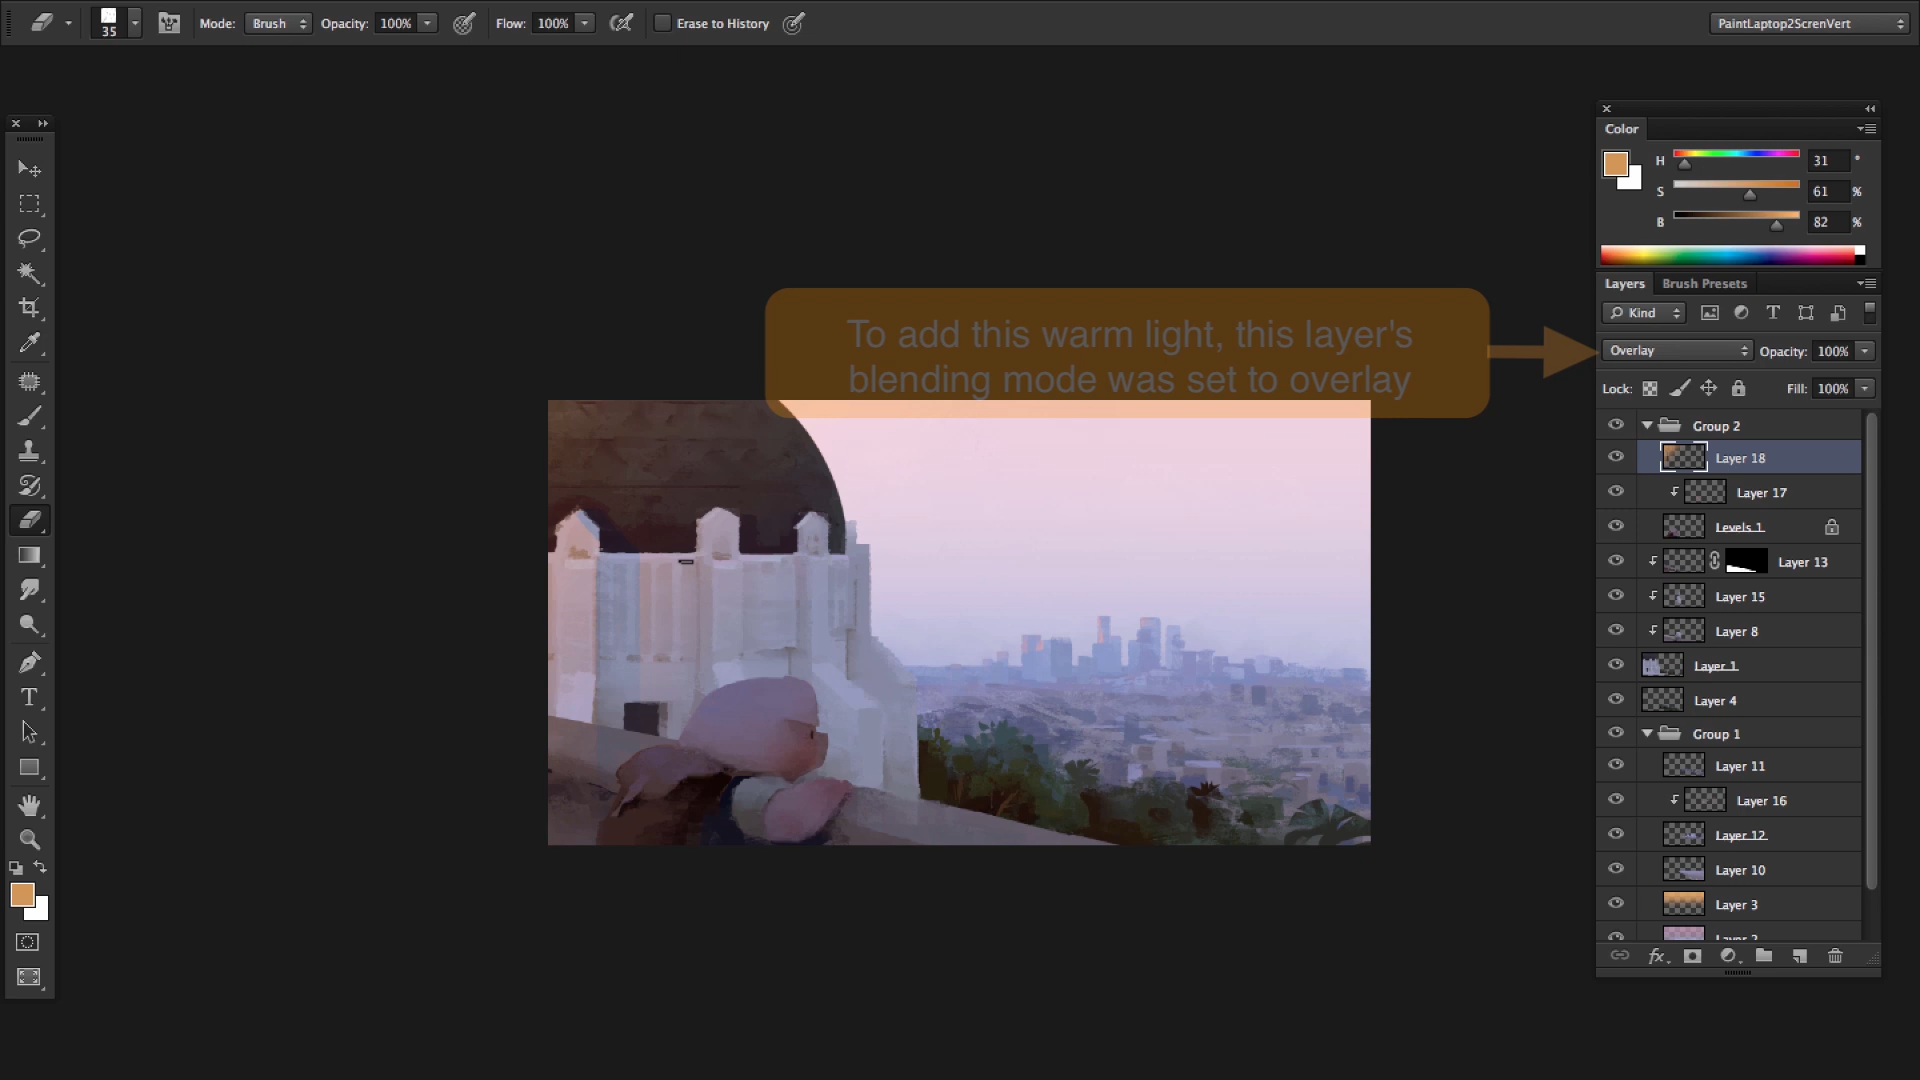 35
Mode: Brush
Opacity: 100%
Flow: 100%
Erase to History
PaintLaptop2ScrenVert
Color
H 31 °
S 61 %
B 82 %
Layers Brush Presets
Kind
T
To add this warm light, this layer's
blending mode was set to overlay
Overlay
Opacity: 100%
Lock:
Fill: 100%
Group 2
Layer 18
Layer 17
Levels 1
Layer 13
Layer 15
Layer 8
Layer 1
Layer 4
Group 1
Layer 11
Layer 16
Layer 12
Layer 10
Layer 3
Layer 2
fx
T